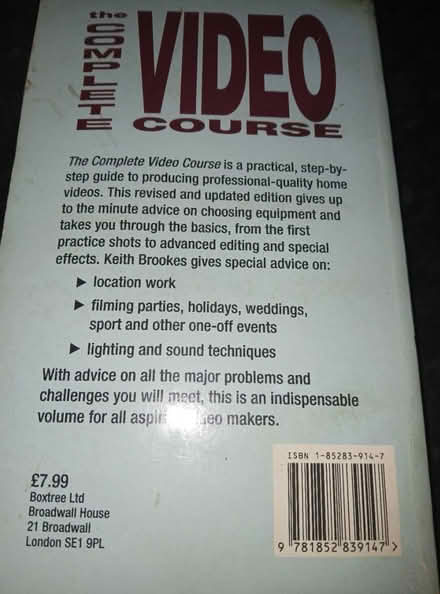 the
COMPLETE
VIDEO
COURSE
The Complete Video Course is a practical, step-by-
step guide to producing professional-quality home
videos. This revised and updated edition gives up
to the minute advice on choosing equipment and
takes you through the basics, from the first
practice shots to advanced editing and special
effects. Keith Brookes gives special advice on:
▶ location work
▶ filming parties, holidays, weddings,
sport and other one-off events
▶ lighting and sound techniques
With advice on all the major problems and
challenges you will meet, this is an indispensable
volume for all makers.
£7.99
Boxtree Ltd
Broadwall House
21 Broadwall
London SE1 9PL
ISBN 1-85283-914-7
9 781852 839147 >